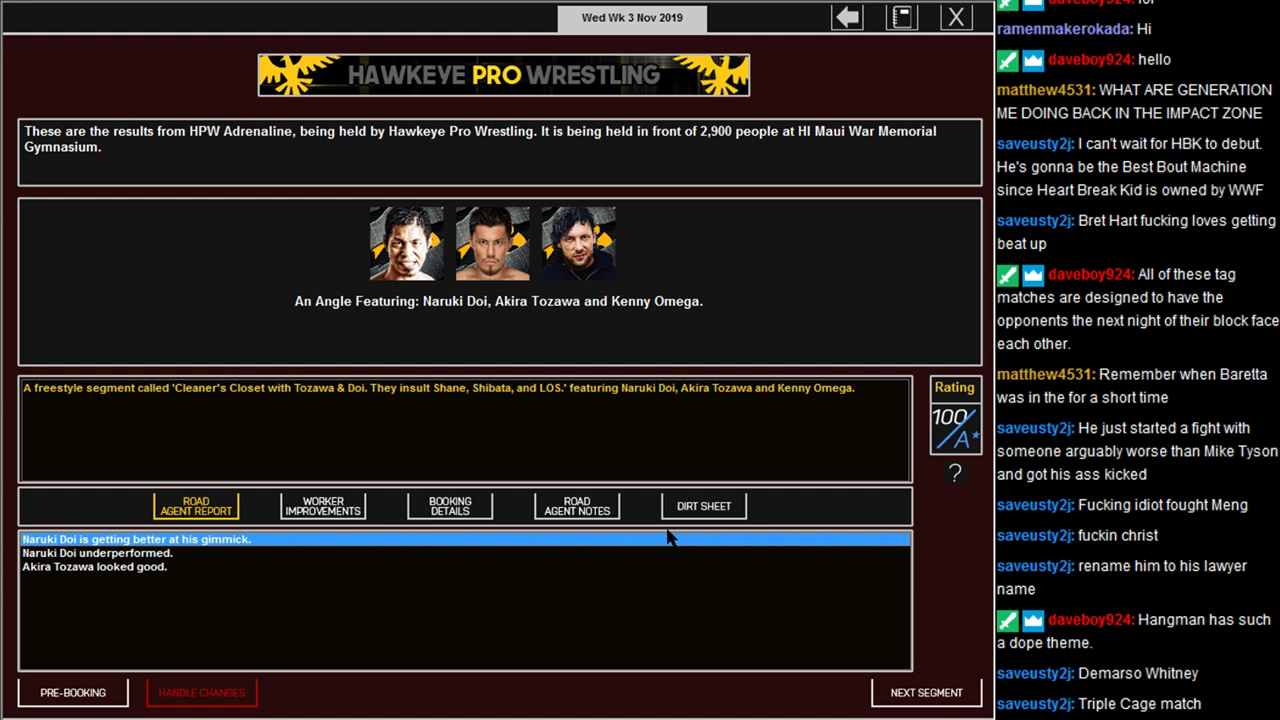 Wed Wk 3 Nov 2019
X
HAWKEYE PRO WRESTLING
These are the results from HPW Adrenaline, being held by Hawkeye Pro Wrestling. It is being held in front of 2,900 people at HI Maui War Memorial
Gymnasium.
An Angle Featuring: Naruki Doi, Akira Tozawa and Kenny Omega.
A freestyle segment called 'Cleaner's Closet with Tozawa & Doi. They insult Shane, Shibata, and LOS.' featuring Naruki Doi, Akira Tozawa and Kenny Omega.
Rating
100
A*
?
ROAD
AGENT REPORT
WORKER
IMPROVEMENTS
BOOKING
DETAILS
ROAD
AGENT NOTES
DIRT SHEET
Naruki Doi is getting better at his gimmick.
Naruki Doi underperformed.
Akira Tozawa looked good.
PRE-BOOKING
HANDLE CHANGES
NEXT SEGMENT
ramenmakerokada: Hi
daveboy924: hello
matthew4531: WHAT ARE GENERATION
ME DOING BACK IN THE IMPACT ZONE
saveusty2j: I can't wait for HBK to debut.
He's gonna be the Best Bout Machine
since Heart Break Kid is owned by WWF
saveusty2j: Bret Hart fucking loves getting
beat up
daveboy924: All of these tag
matches are designed to have the
opponents the next night of their block face
each other.
matthew4531: Remember when Baretta
was in the for a short time
saveusty2j: He just started a fight with
someone arguably worse than Mike Tyson
and got his ass kicked
saveusty2j: Fucking idiot fought Meng
saveusty2j: fuckin christ
saveusty2j: rename him to his lawyer
name
daveboy924: Hangman has such
a dope theme.
saveusty2j: Demarso Whitney
saveusty2j: Triple Cage match